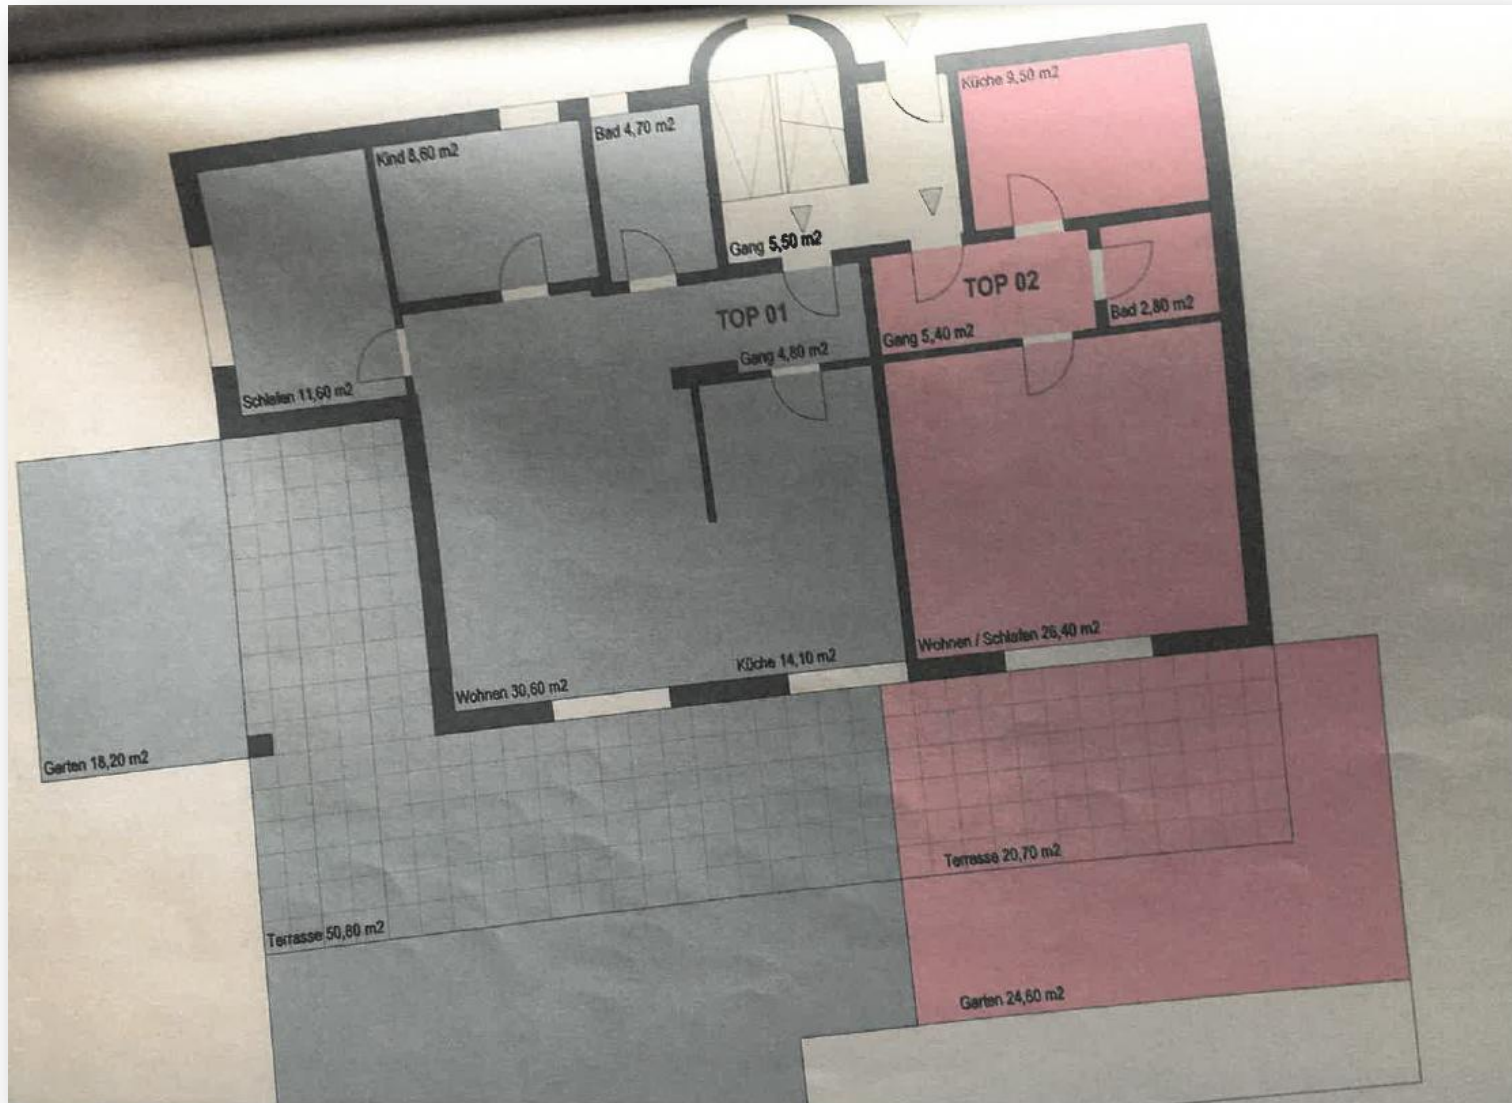 Küche 9,50 m2
Bad 4,70 m2
Kind 8,60 m2
Gang 5,50 m2
TOP 02
TOP 01
Bad 2,80 m2
Gang 5,40 m2
Gang 4,80 m2
Schlafen 11,60 m2
Wohnen / Schlafen 26,40 m2
Küche 14,10 m2
Wohnen 30,60 m2
Garten 18,20 m2
Terrasse 20,70 m2
Terrasse 50,80 m2
Garten 24,60 m2